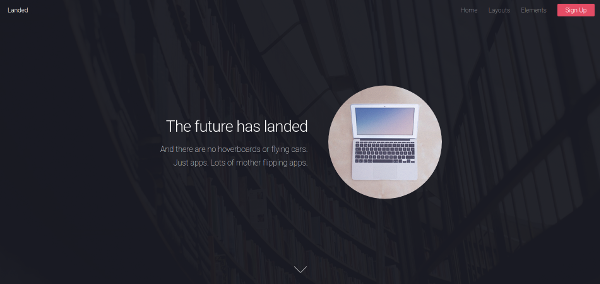 Landed
Home Layouts Elements Sign Up
The future has landed
And there are no hoverboards or flying cars.
Just apps. Lots of mother flipping apps.